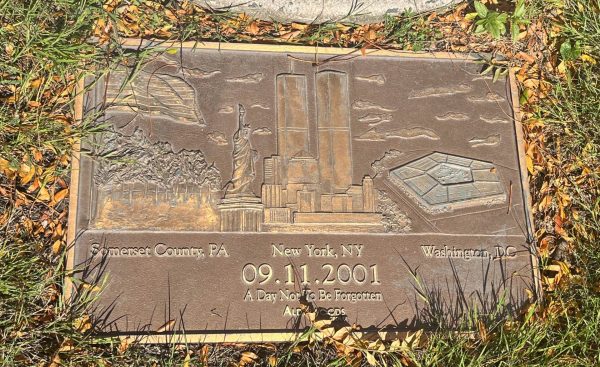 Somerset County, PA New York, NY Washington, DC
09.11.2001
A Day Not To Be Forgotten